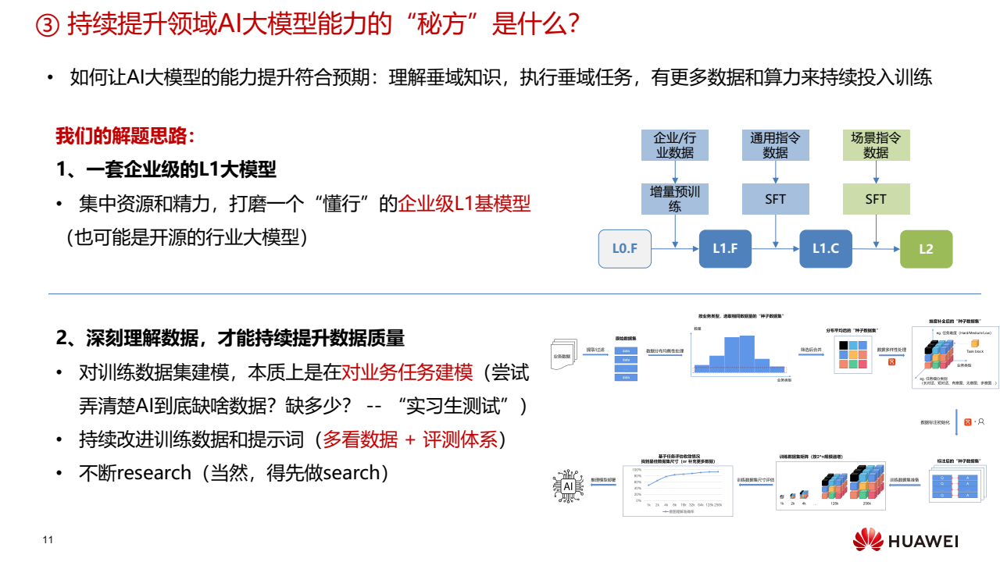 ③ 持续提升领域AI大模型能力的“秘方”是什么？
• 如何让AI大模型的能力提升符合预期：理解垂域知识，执行垂域任务，有更多数据和算力来持续投入训练
我们的解题思路：
1、一套企业级的L1大模型
• 集中资源和精力，打磨一个“懂行”的企业级L1基模型
（也可能是开源的行业大模型）
企业/行
业数据
通用指令
数据
场景指令
数据
增量预训
练
SFT
SFT
L0.F
L1.F
L1.C
L2
2、深刻理解数据，才能持续提升数据质量
• 对训练数据集建模，本质上是在对业务任务建模（尝试
弄清楚AI到底缺啥数据？缺多少？ -- “实习生测试”）
• 持续改进训练数据和提示词（多看数据 + 评测体系）
• 不断research（当然，得先做search）
业务数据
提取/过滤
原始数据集
data
data
data
data
数据分布均衡性处理
按业务类型，选取相同数据量的“种子数据集”
数量
业务类型
筛选后合并
分布平均后的“种子数据集”
数据多样性处理
维度补全后的“种子数据集”
eg. 任务难度（Hard/Medium/Low）
Task block
业务类型
eg. 任务细分类别
（长对话、短对话、有意图、无意图、多意图...）
数据标注初始化
标注后的“种子数据集”
Q
A
Q
A
Q
A
训练数据集准备
训练数据集矩阵（按2^n规模递增）
1k
2k
4k
...
128k
256k
训练数据集尺寸评估
基于任务评估收敛情况
找到最佳数据集尺寸（or 补充更多数据）
100%
80%
60%
40%
20%
0%
1k 2k 4k 8k 16k 32k 64k 128k 256k
推理模型部署
AI
11
HUAWEI